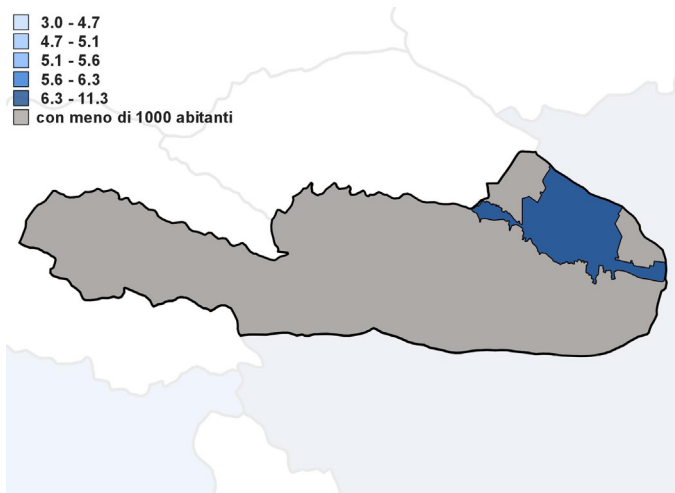 3.0 - 4.7
4.7 - 5.1
5.1 - 5.6
5.6 - 6.3
6.3 - 11.3
con meno di 1000 abitanti